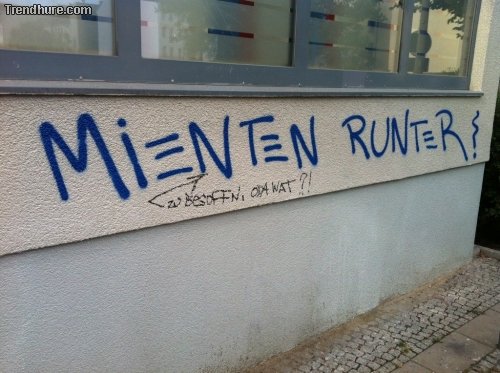 Trendhure.com
MiENTEN RUNTER!
ZU BESOFFN, ODA WAT?!